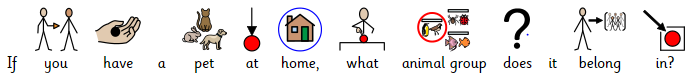 If you have a pet at home, what animal group does it belong in?